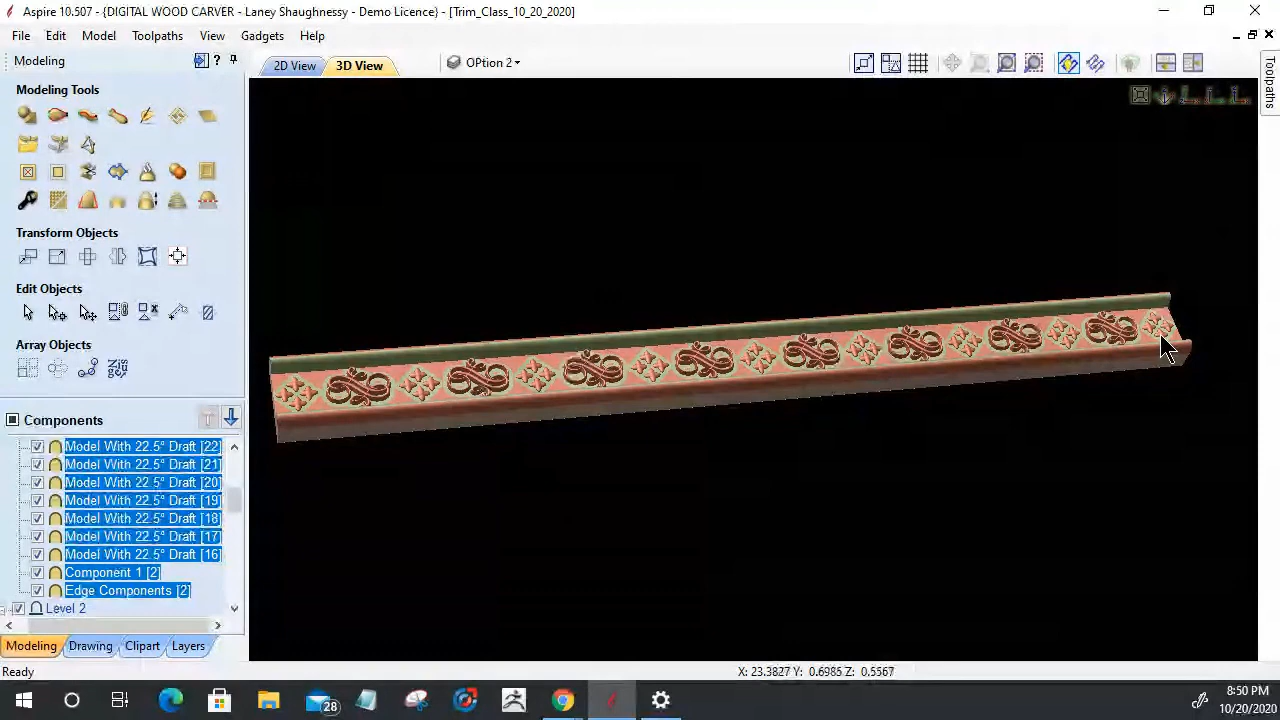 Aspire 10.507 - {DIGITAL WOOD CARVER - Laney Shaughnessy - Demo Licence} - [Trim_Class_10_20_2020]
File Edit Model Toolpaths View Gadgets Help
Modeling
2D View 3D View OPtion 2
Toolpaths
Modeling Tools
Transform Objects
Edit Objects
Array Objects
Components
Model With 22.5° Draft [22]
Model With 22.5° Draft [21]
Model With 22.5° Draft [20]
Model With 22.5° Draft [19]
Model With 22.5° Draft [18]
Model With 22.5° Draft [17]
Model With 22.5° Draft [16]
Component 1 [2]
Edge Components [2]
Level 2
Modeling Drawing Clipart Layers
Ready
X: 23.3827 Y: 0.6985 Z: 0.5567
28
8:50 PM
10/20/2020